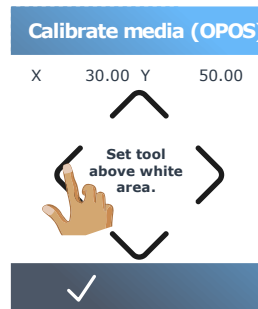 Calibrate media (OPOS)
X 30.00 Y 50.00
Set tool
above white
area.